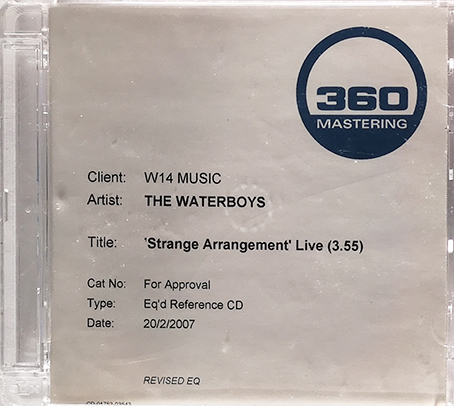 360
MASTERING
Client: W14 MUSIC
Artist: THE WATERBOYS
Title: 'Strange Arrangement' Live (3.55)
Cat No: For Approval
Type: Eq'd Reference CD
Date: 20/2/2007
REVISED EQ